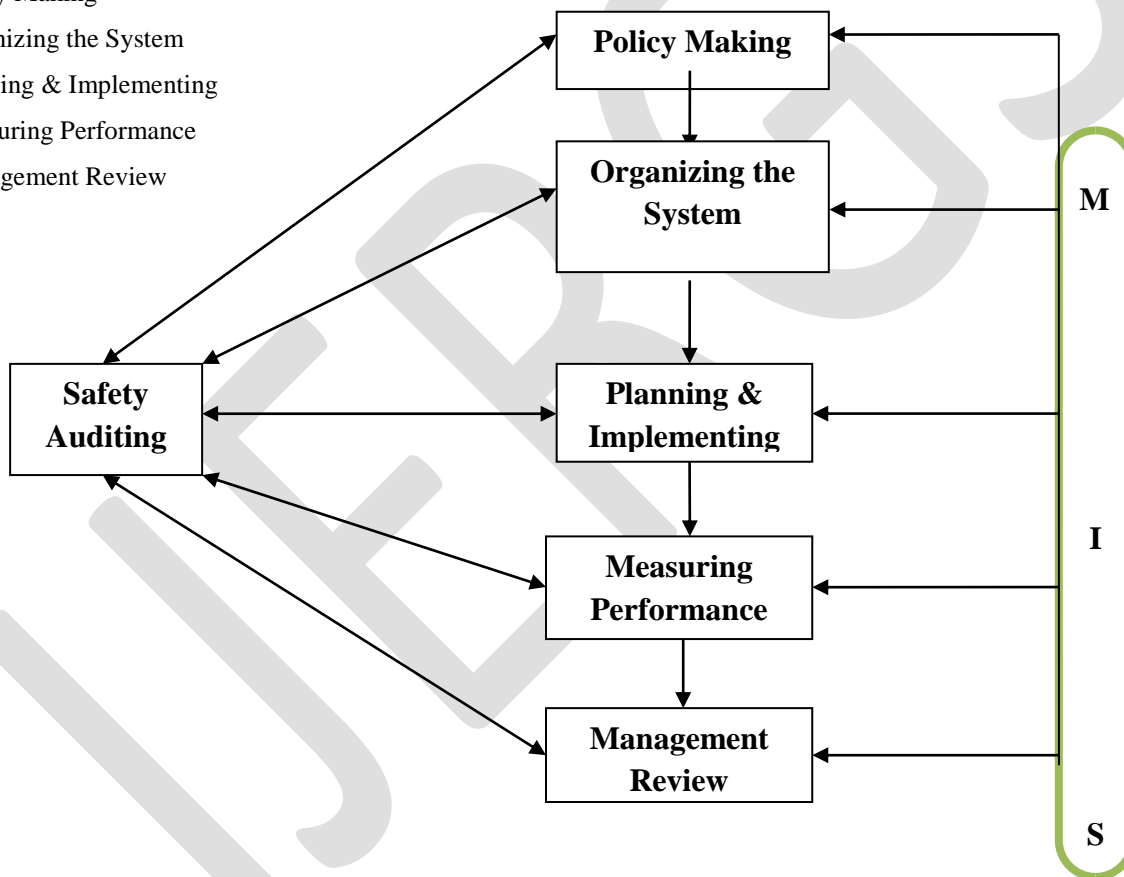 nizing the System
ing & Implementing
uring Performance
gement Review
Policy Making
Organizing the
System
Safety
Auditing
Planning &
Implementing
Measuring
Performance
Management
Review
M
I
S
IJERGS